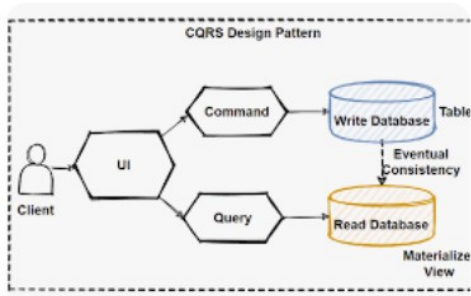 CQRS Design Pattern
Command
Write Database
Table
UI
Eventual
Consistency
Client
Query
Read Database
Materialize
View